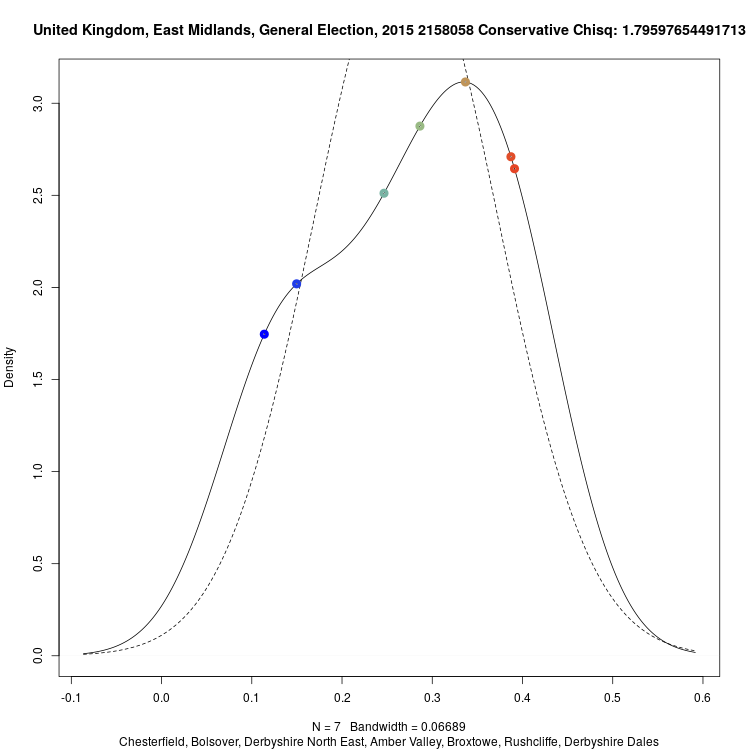 United Kingdom, East Midlands, General Election, 2015 2158058 Conservative Chisq: 1.79597654491713
Density
3.0
2.5
2.0
1.5
1.0
0.5
0.0
-0.1 0.0 0.1 0.2 0.3 0.4 0.5 0.6
N = 7 Bandwidth = 0.06689
Chesterfield, Bolsover, Derbyshire North East, Amber Valley, Broxtowe, Rushcliffe, Derbyshire Dales